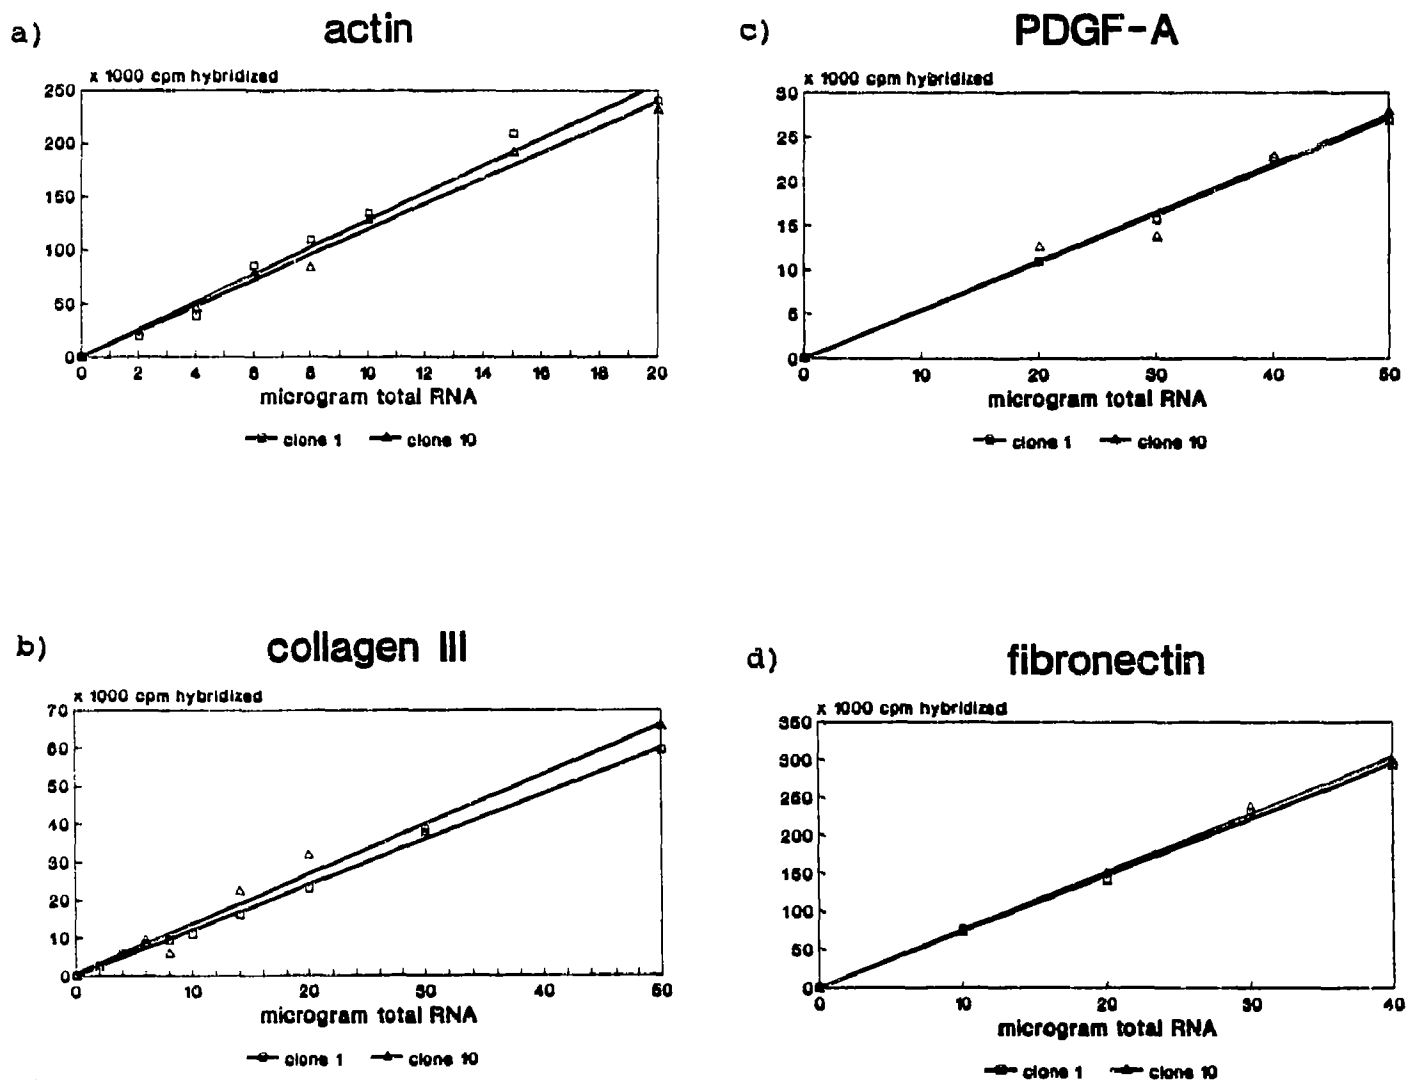 a)
actin
x 1000 cpm hybridized
250
200
150
100
50
0
0 2 4 6 8 10 12 14 16 18 20
microgram total RNA
clone 1 clone 10
c)
PDGF-A
x 1000 cpm hybridized
30
25
20
15
10
5
0
0 10 20 30 40 50
microgram total RNA
clone 1 clone 10
b)
collagen III
x 1000 cpm hybridized
70
60
50
40
30
20
10
0
0 10 20 30 40 50
microgram total RNA
clone 1 clone 10
d)
fibronectin
x 1000 cpm hybridized
350
300
250
200
150
100
50
0
0 10 20 30 40
microgram total RNA
clone 1 clone 10